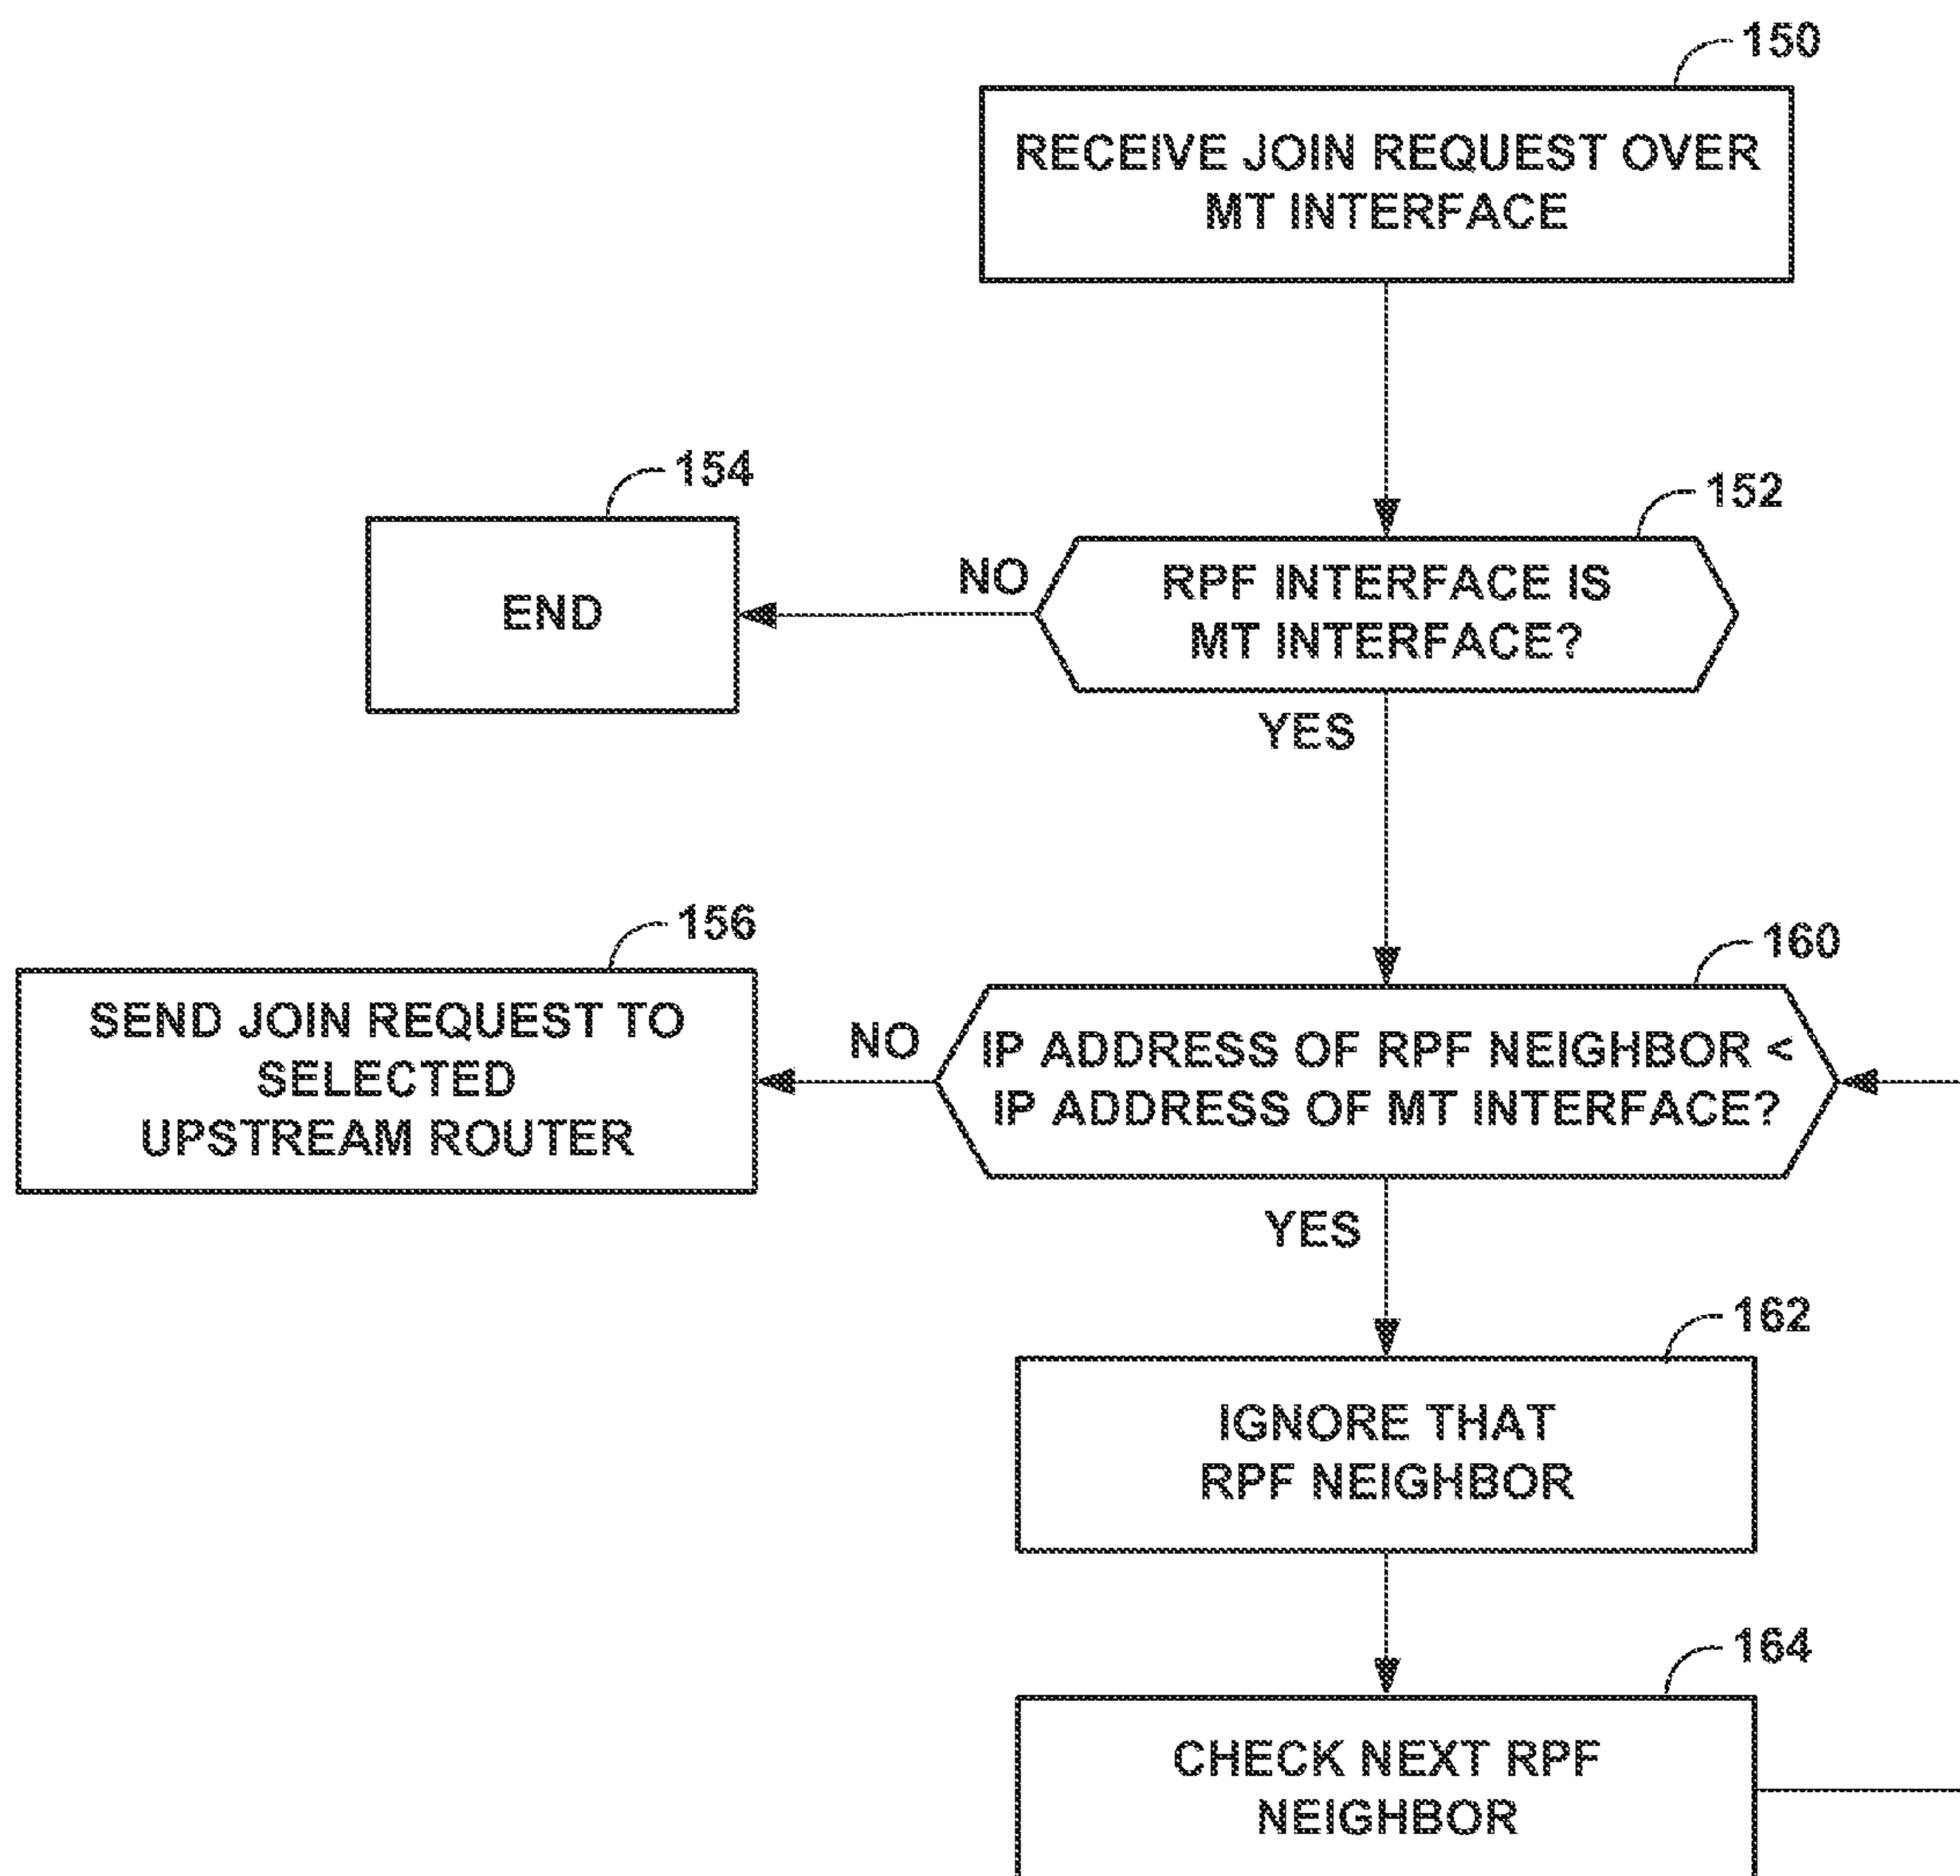 150
RECEIVE JOIN REQUEST OVER
MT INTERFACE
154
152
END
NO
RPF INTERFACE IS
MT INTERFACE?
YES
156
160
SEND JOIN REQUEST TO
SELECTED
UPSTREAM ROUTER
NO
IP ADDRESS OF RPF NEIGHBOR <
IP ADDRESS OF MT INTERFACE?
YES
162
IGNORE THAT
RPF NEIGHBOR
164
CHECK NEXT RPF
NEIGHBOR